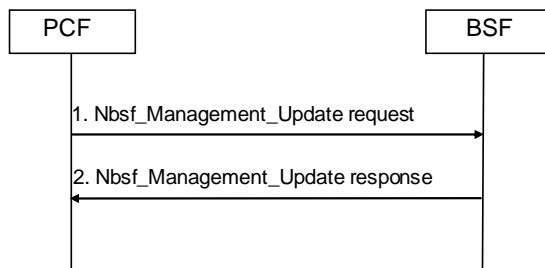 PCF
BSF
1. Nbsf_Management_Update request
2. Nbsf_Management_Update response